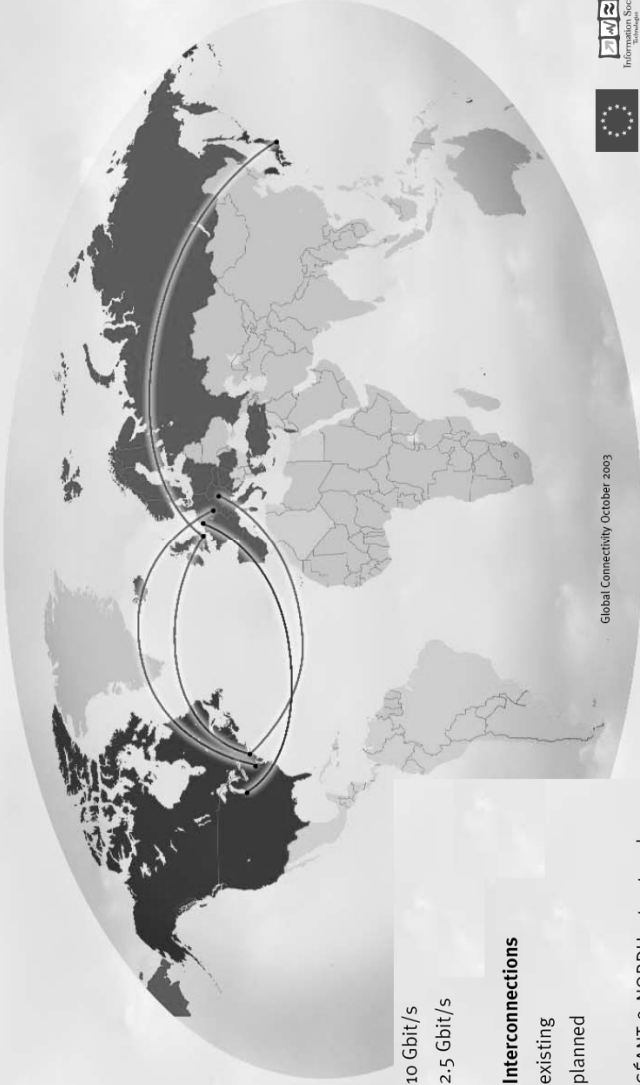 10 Gbit/s
2.5 Gbit/s
Interconnections
existing
planned
Global Connectivity October 2003